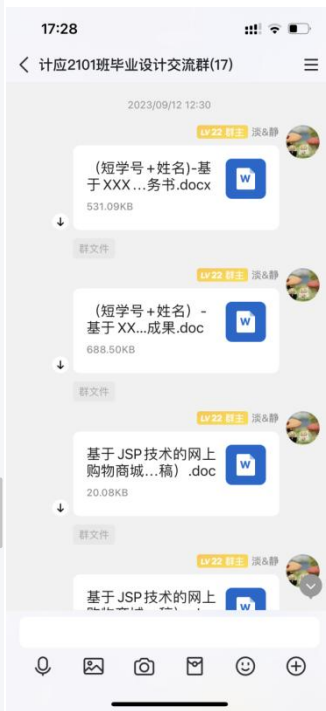 17:28
计应2101班毕业设计交流群(17)
2023/09/12 12:30
LV22 群主 淡&静
（短学号+姓名)-基
于XXX...务书.docx
W
531.09KB
群文件
LV22 群主 淡&静
（短学号+姓名）-
基于 XX...成果.doc
W
688.50KB
群文件
LV22 群主 淡&静
基于JSP技术的网上
购物商城...稿）.doc
W
20.08KB
群文件
LV22 群主 淡&静
基于JSP技术的网上
W